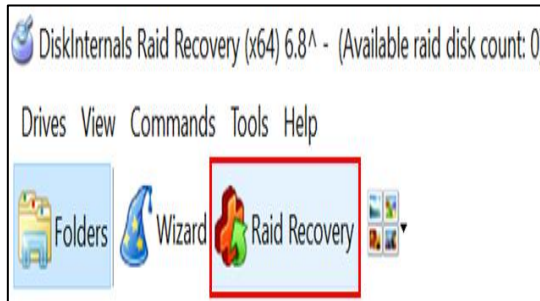 DiskInternals Raid Recovery (x64) 6.8^ - (Available raid disk count: 0
Drives View Commands Tools Help
Folders Wizard Raid Recovery